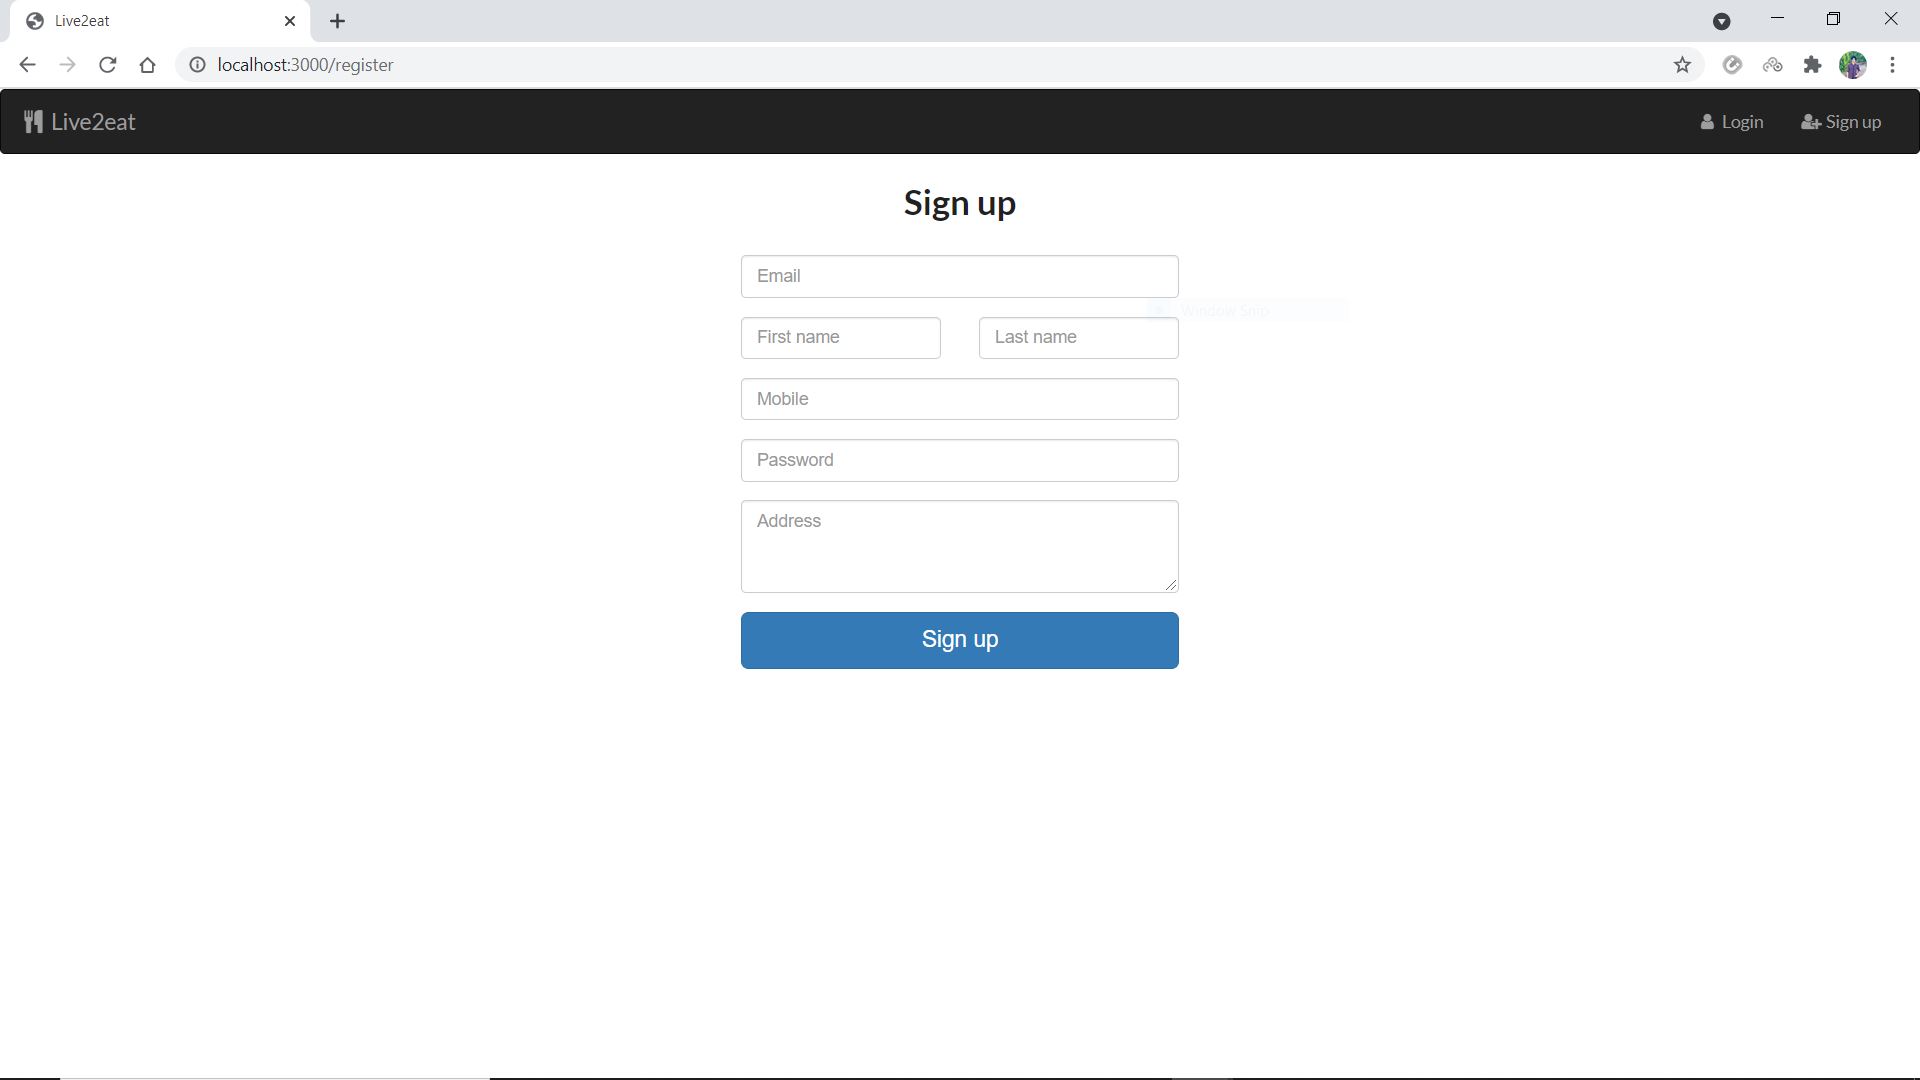 Live2eat
localhost:3000/register
Live2eat
Login
Sign up
Sign up
Email
Window Snip
First name
Last name
Mobile
Password
Address
Sign up